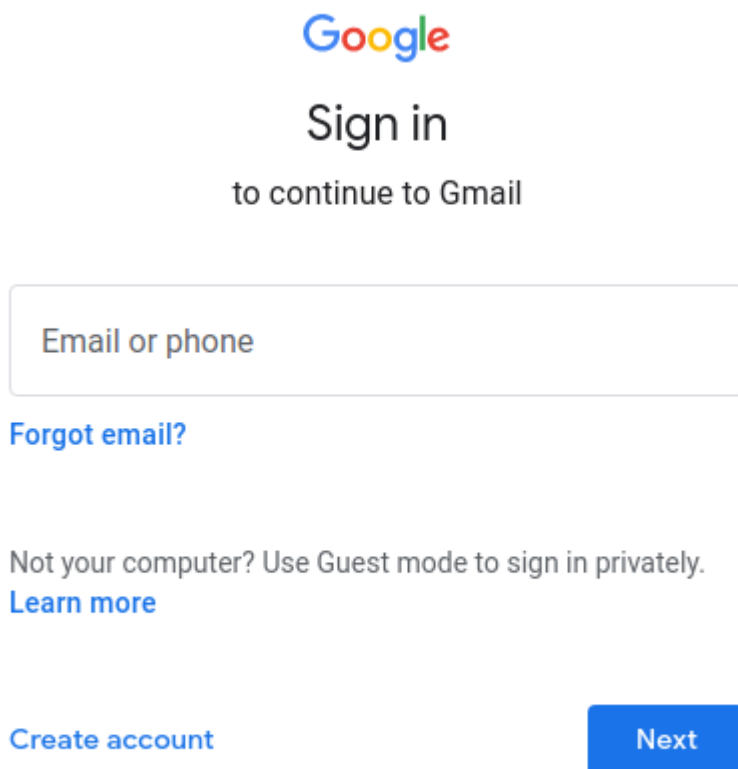 Google
Sign in
to continue to Gmail
Email or phone
Forgot email?
Not your computer? Use Guest mode to sign in privately.
Learn more
Create account
Next